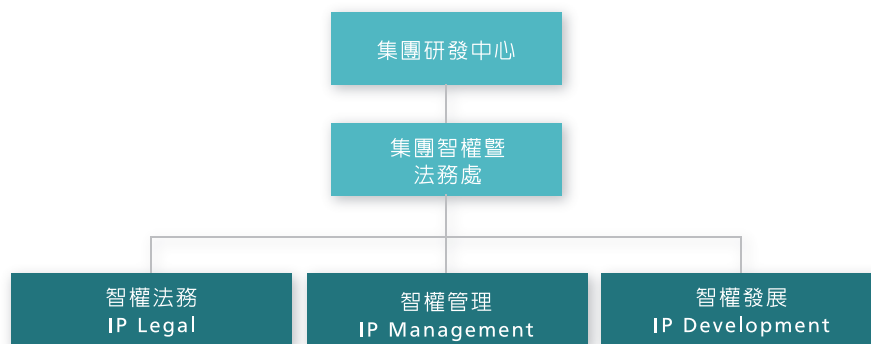 集團研發中心
集團智權暨
法務處
智權法務
IP Legal
智權管理
IP Management
智權發展
IP Development